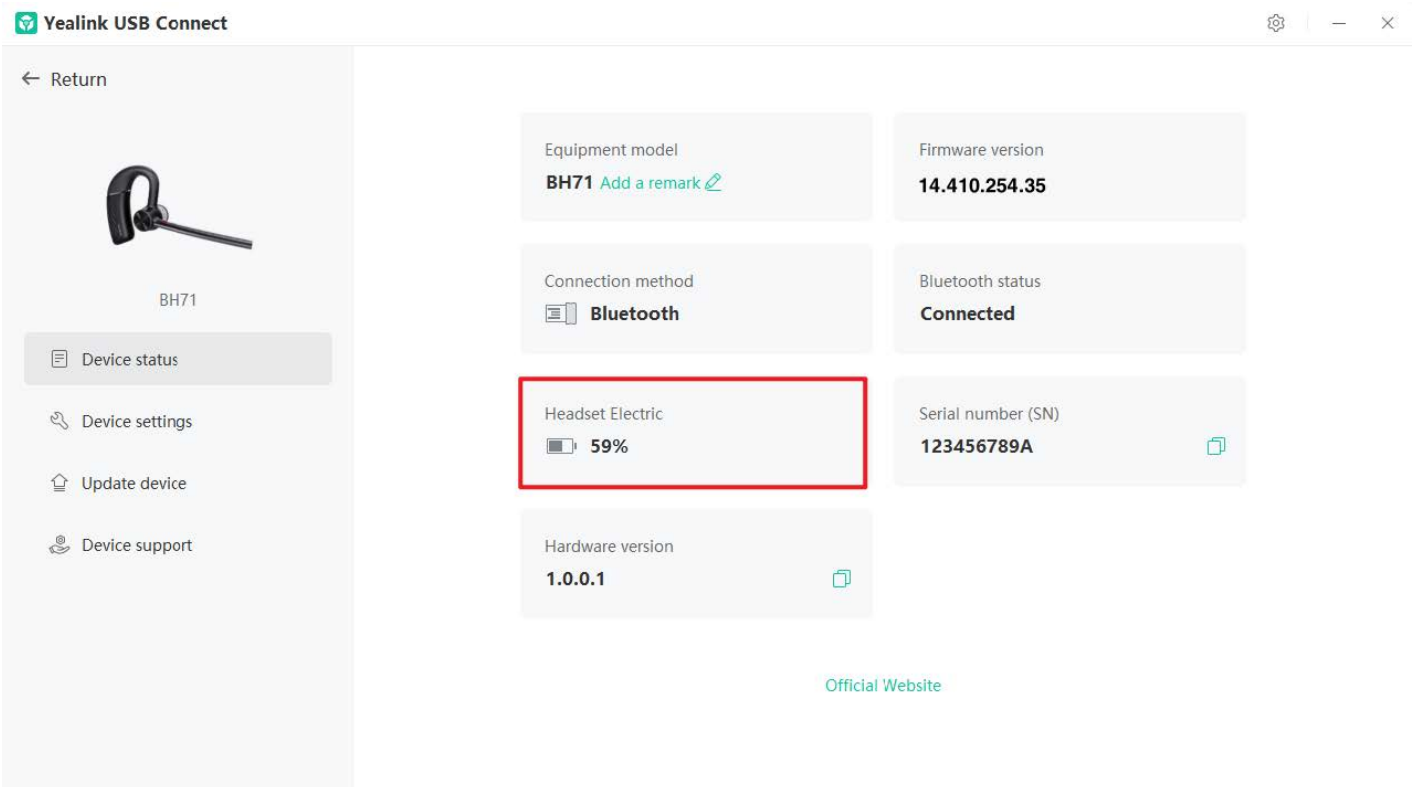 Yealink USB Connect
Return
BH71
Device status
Device settings
Update device
Device support
Equipment model
BH71 Add a remark
Firmware version
14.410.254.35
Connection method
Bluetooth
Bluetooth status
Connected
Headset Electric
59%
Serial number (SN)
123456789A
Hardware version
1.0.0.1
Official Website